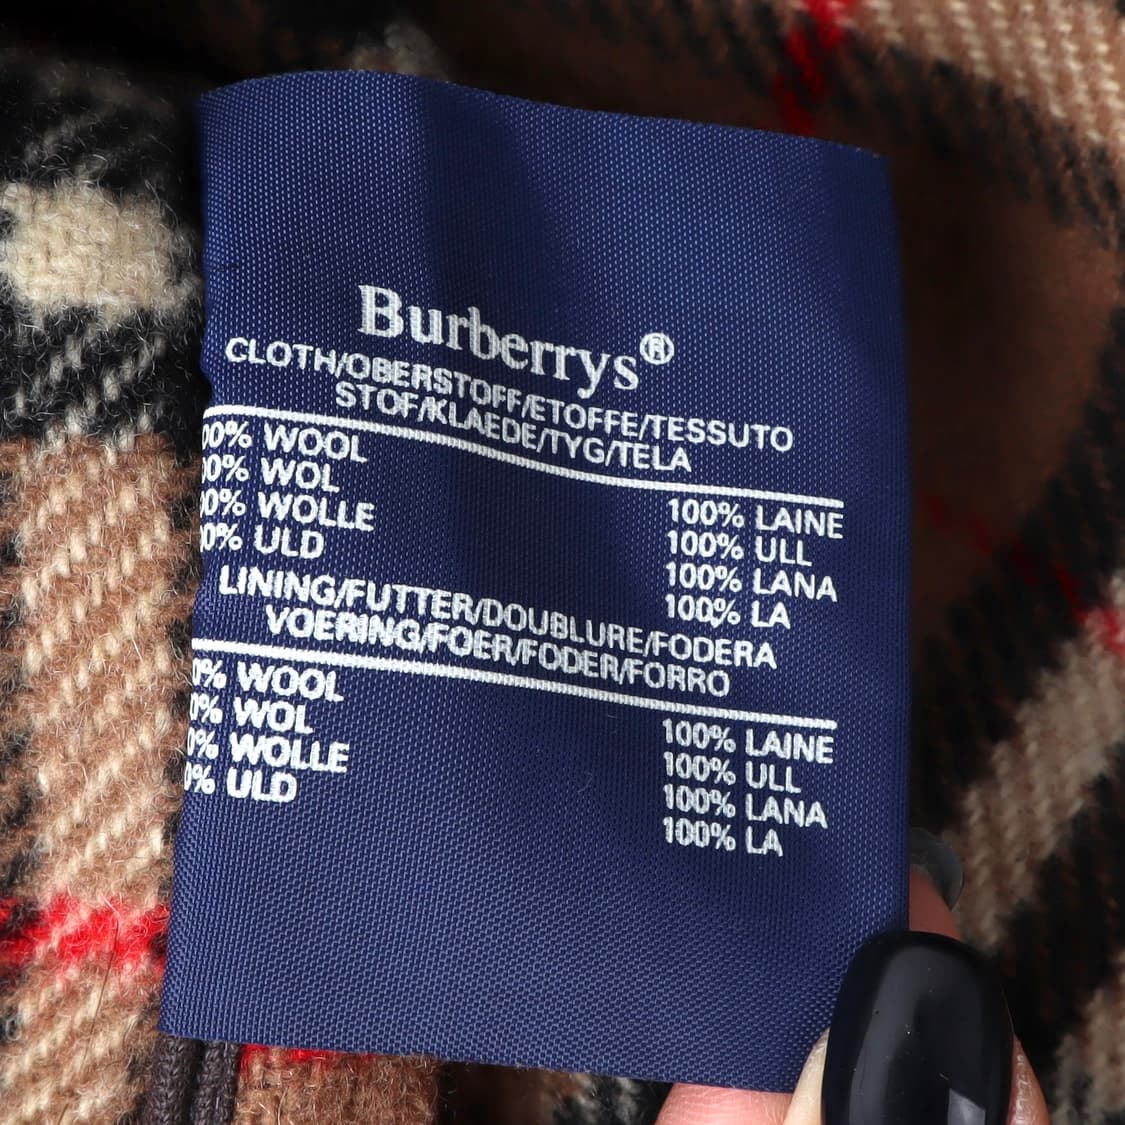 Burberrys®
CLOTH/OBERSTOFF/ETOFFE/TESSUTO
STOF/KLAEDE/TYG/TELA
00% WOOL
00% WOL
00% WOLLE
00% ULD
100% LAINE
100% ULL
100% LANA
100% LA
LINING/FUTTER/DOUBLURE/FODERA
VOERING/FOER/FODER/FORRO
0% WOOL
0% WOL
0% WOLLE
0% ULD
100% LAINE
100% ULL
100% LANA
100% LA